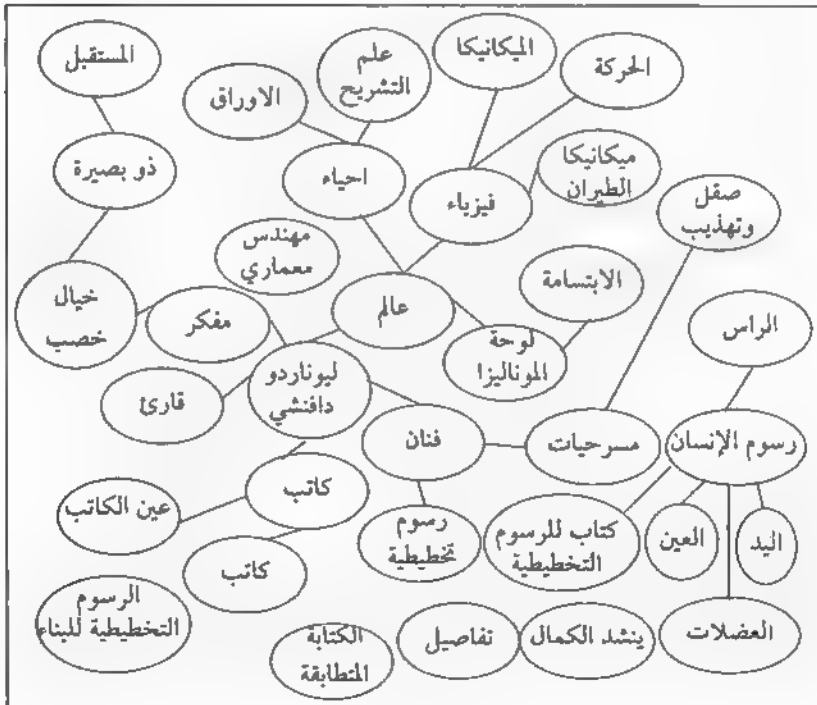 المستقبل
علم
التشريح
الميكانيكا
الحركة
الاوراق
ذو بصيرة
احياء
فيزياء
ميكانيكا
الطيران
صقل
وتهذيب
مهندس
معماري
خيال
خصب
مفكر
عالم
الابتسامة
لوحة
الموناليزا
الراس
ليوناردو
دافنشي
قارئ
فنان
مسرحيات
رسوم الإنسان
كاتب
عين الكاتب
كاتب
رسوم
تخطيطية
كتاب للرسوم
التخطيطية
العين
اليد
الرسوم
التخطيطية للبناء
الكتابة
المتطابقة
تفاصيل
ينشد الكمال
العضلات